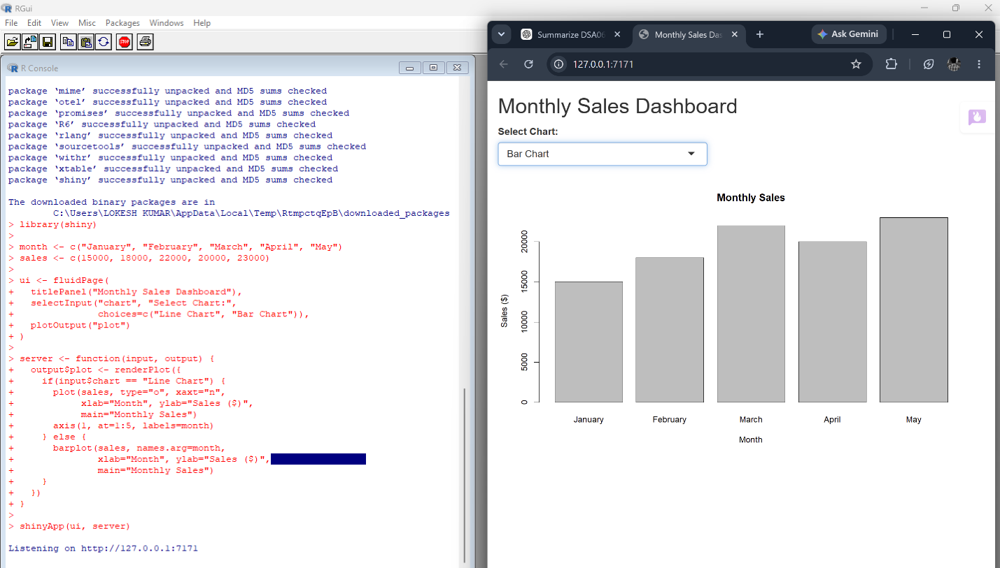 RGui
File Edit View Misc Packages Windows Help
STOP
R Console
package ‘mime’ successfully unpacked and MD5 sums checked
package ‘otel’ successfully unpacked and MD5 sums checked
package ‘promises’ successfully unpacked and MD5 sums checked
package ‘R6’ successfully unpacked and MD5 sums checked
package ‘rlang’ successfully unpacked and MD5 sums checked
package ‘sourcetools’ successfully unpacked and MD5 sums checked
package ‘withr’ successfully unpacked and MD5 sums checked
package ‘xtable’ successfully unpacked and MD5 sums checked
package ‘shiny’ successfully unpacked and MD5 sums checked
The downloaded binary packages are in
C:\Users\LOKESH KUMAR\AppData\Local\Temp\RtmpctqEpB\downloaded_packages
> library(shiny)
>
> month <- c("January", "February", "March", "April", "May")
> sales <- c(15000, 18000, 22000, 20000, 23000)
>
> ui <- fluidPage(
+   titlePanel("Monthly Sales Dashboard"),
+   selectInput("chart", "Select Chart:",
+               choices=c("Line Chart", "Bar Chart")),
+   plotOutput("plot")
+ )
>
> server <- function(input, output) {
+   output$plot <- renderPlot({
+     if(input$chart == "Line Chart") {
+       plot(sales, type="o", xaxt="n",
+            xlab="Month", ylab="Sales ($)",
+            main="Monthly Sales")
+       axis(1, at=1:5, labels=month)
+     } else {
+       barplot(sales, names.arg=month,
+               xlab="Month", ylab="Sales ($)",
+               main="Monthly Sales")
+     }
+   })
+ }
>
> shinyApp(ui, server)
Listening on http://127.0.0.1:7171
Summarize DSA06
Monthly Sales Das
Ask Gemini
127.0.0.1:7171
Monthly Sales Dashboard
Select Chart:
Bar Chart
Monthly Sales
Sales ($)
20000
15000
10000
5000
0
January February March April May
Month